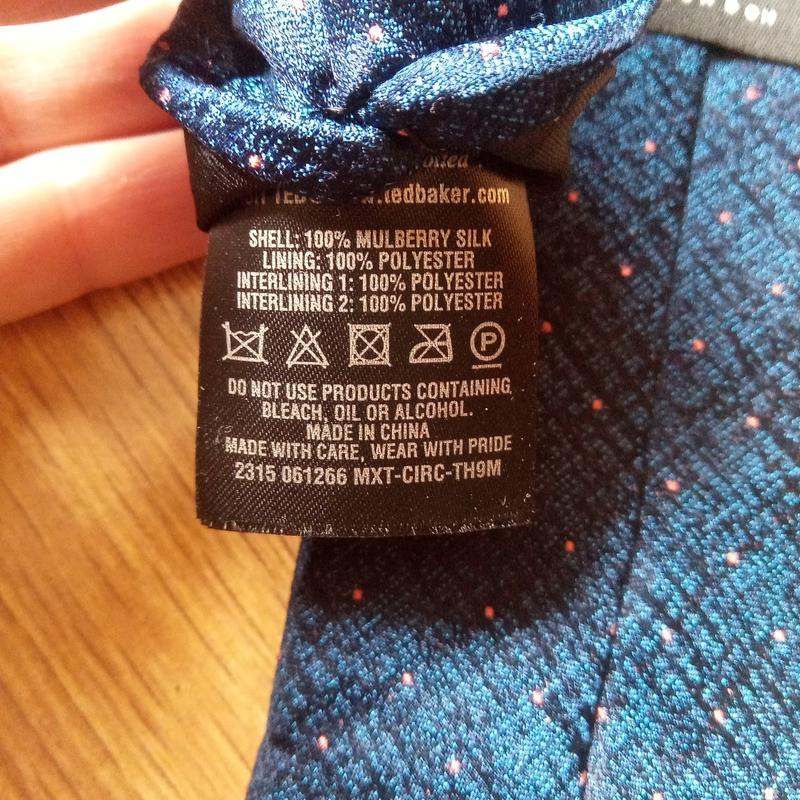 .tedbaker.com
SHELL: 100% MULBERRY SILK
LINING: 100% POLYESTER
INTERLINING 1: 100% POLYESTER
INTERLINING 2: 100% POLYESTER
P
DO NOT USE PRODUCTS CONTAINING
BLEACH, OIL OR ALCOHOL.
MADE IN CHINA
MADE WITH CARE, WEAR WITH PRIDE
2315 061266 MXT-CIRC-TH9M